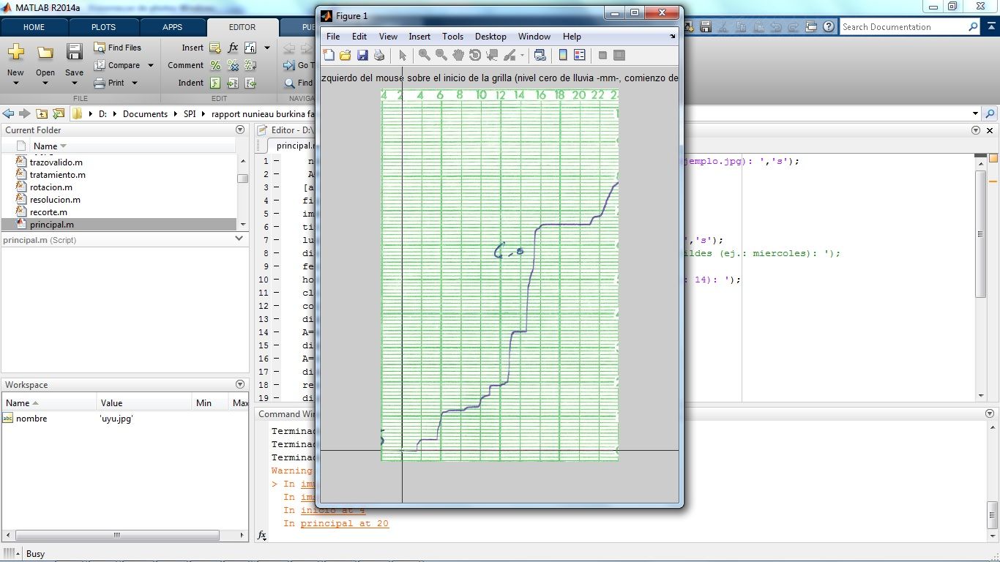 MATLAB R2014a
HOME PLOTS APPS EDITOR PU
Search Documentation
New Open Save
Find Files
Compare
Print
Insert
Comment
Indent
Go T
Find
FILE EDIT NAVIGA
D: Documents SPI rapport nunieau burkina fa
Current Folder
Name
trazovalido.m
tratamiento.m
rotacion.m
resolucion.m
recorte.m
principal.m
principal.m (Script)
Workspace
Name Value Min Max
nombre 'uyu.jpg'
Busy
Editor - D:\
principal.m
1 - n jemplo.jpg): ','s');
2 - A
3 - [a
4 - fi
5 - im
6 - ti
7 - lu ,'s');
8 - di ildes (ej.: miercoles): ');
9 - fe
10 - ho : 14): ');
11 - cl
12 - co
13 - di
14 - A=
15 - di
16 - A=
17 - di
18 - re
19 - di
Command Win
Terminad
Terminad
Terminad
Warning
> In imu
In ims
In inicio at 4
In principal at 20
fx
Figure 1
File Edit View Insert Tools Desktop Window Help
zquierdo del mouse sobre el inicio de la grilla (nivel cero de lluvia -mm-, comienzo de
4 2 4 6 8 10 12 14 16 18 20 22 24